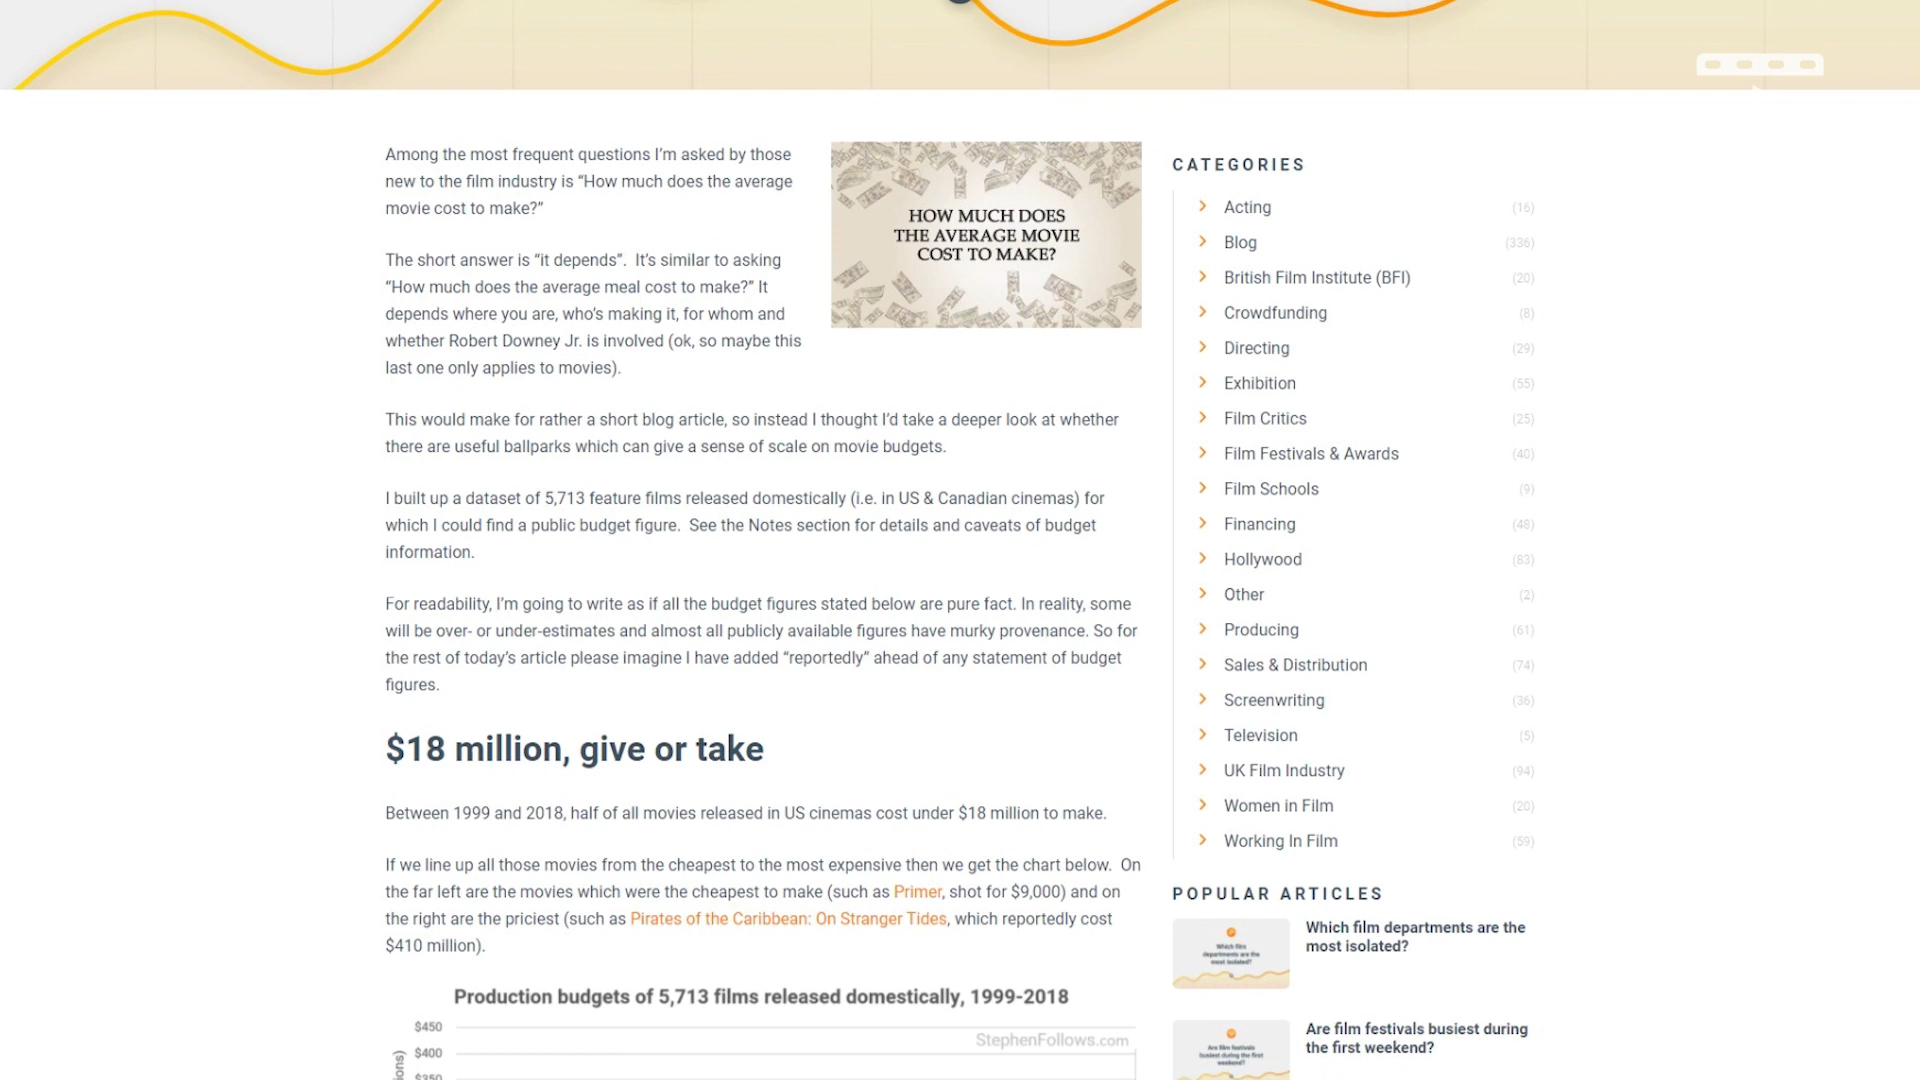 Among the most frequent questions I’m asked by those
new to the film industry is “How much does the average
movie cost to make?”
HOW MUCH DOES
THE AVERAGE MOVIE
COST TO MAKE?
The short answer is “it depends”.  It’s similar to asking
“How much does the average meal cost to make?” It
depends where you are, who’s making it, for whom and
whether Robert Downey Jr. is involved (ok, so maybe this
last one only applies to movies).
This would make for rather a short blog article, so instead I thought I’d take a deeper look at whether
there are useful ballparks which can give a sense of scale on movie budgets.
I built up a dataset of 5,713 feature films released domestically (i.e. in US & Canadian cinemas) for
which I could find a public budget figure.  See the Notes section for details and caveats of budget
information.
For readability, I’m going to write as if all the budget figures stated below are pure fact. In reality, some
will be over- or under-estimates and almost all publicly available figures have murky provenance. So for
the rest of today’s article please imagine I have added “reportedly” ahead of any statement of budget
figures.
$18 million, give or take
Between 1999 and 2018, half of all movies released in US cinemas cost under $18 million to make.
If we line up all those movies from the cheapest to the most expensive then we get the chart below.  On
the far left are the movies which were the cheapest to make (such as Primer, shot for $9,000) and on
the right are the priciest (such as Pirates of the Caribbean: On Stranger Tides, which reportedly cost
$410 million).
Production budgets of 5,713 films released domestically, 1999-2018
$450
StephenFollows.com
$400
$350
CATEGORIES
Acting (16)
Blog (336)
British Film Institute (BFI) (20)
Crowdfunding (8)
Directing (29)
Exhibition (55)
Film Critics (25)
Film Festivals & Awards (40)
Film Schools (9)
Financing (48)
Hollywood (83)
Other (2)
Producing (61)
Sales & Distribution (74)
Screenwriting (36)
Television (5)
UK Film Industry (94)
Women in Film (20)
Working In Film (59)
POPULAR ARTICLES
Which film
departments are the
most isolated?
Which film departments are the
most isolated?
Are film festivals
busiest during the first
weekend?
Are film festivals busiest during
the first weekend?